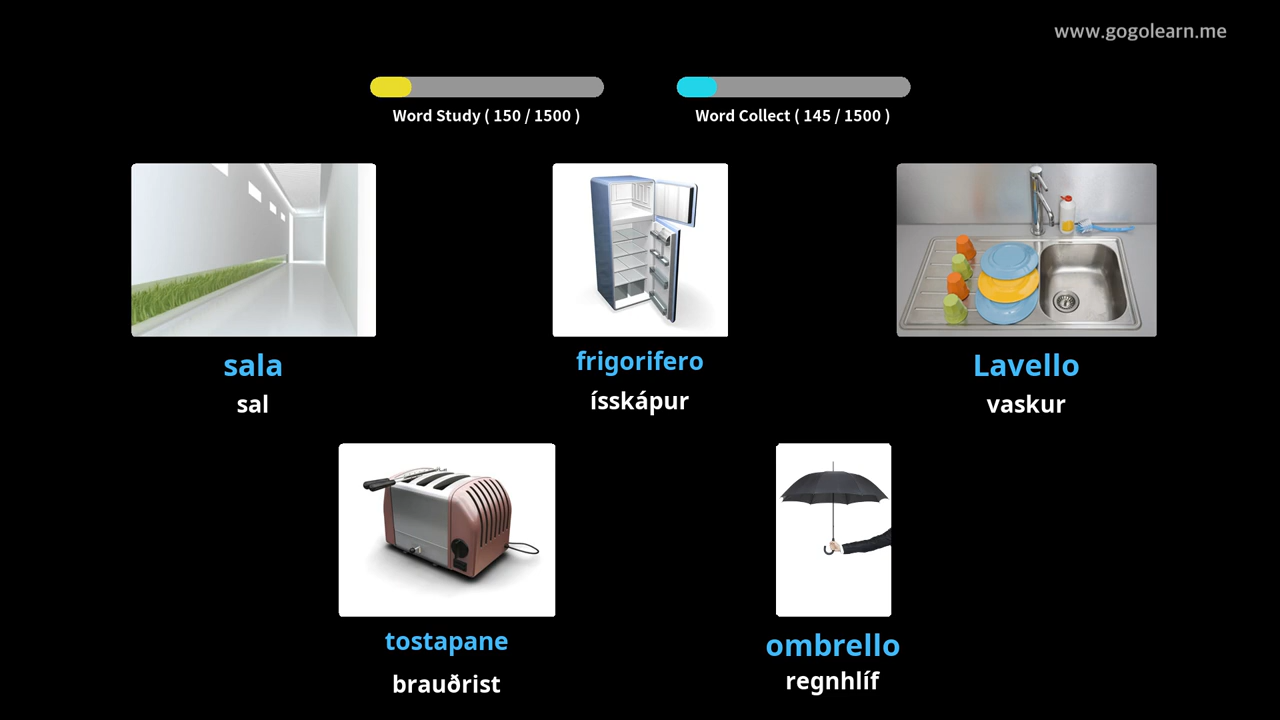 www.gogolearn.me
Word Study ( 150 / 1500 )
Word Collect ( 145 / 1500 )
sala
sal
frigorifero
ísskápur
Lavello
vaskur
tostapane
brauðrist
ombrello
regnhlíf